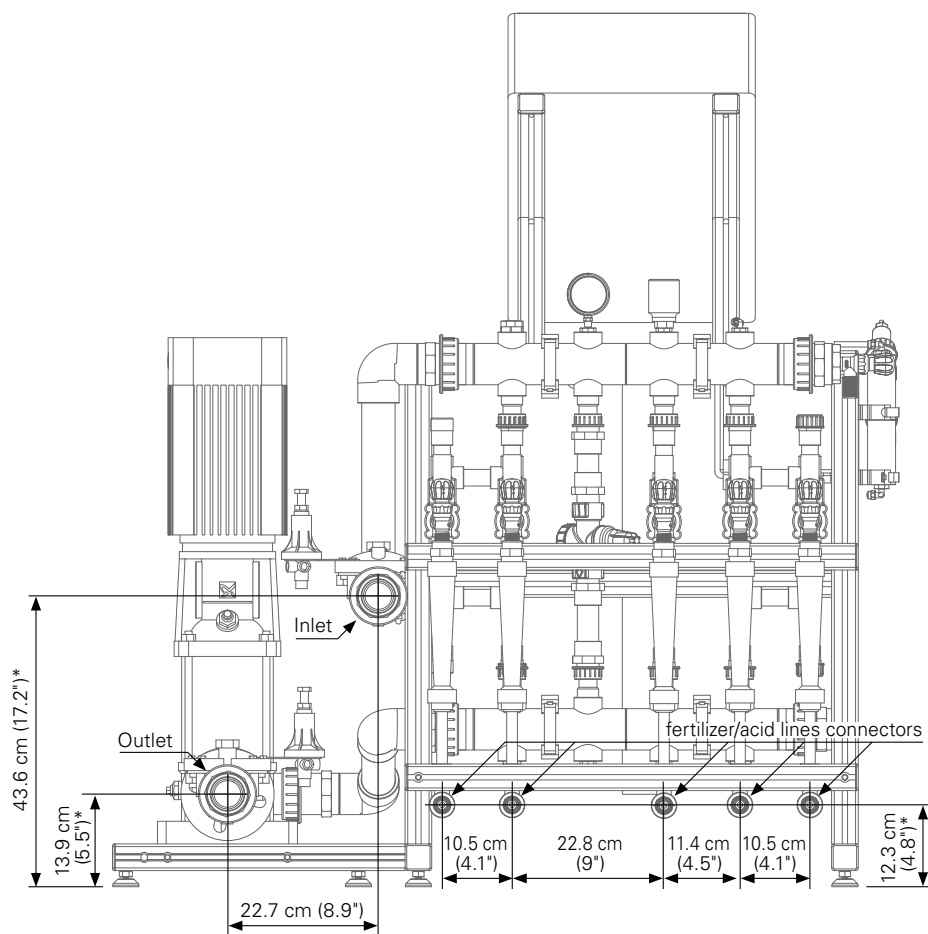 Inlet
43.6 cm (17.2")*
Outlet
fertilizer/acid lines connectors
13.9 cm
(5.5")*
10.5 cm
(4.1")
22.8 cm
(9")
11.4 cm
(4.5")
10.5 cm
(4.1")
12.3 cm
(4.8")*
22.7 cm (8.9")